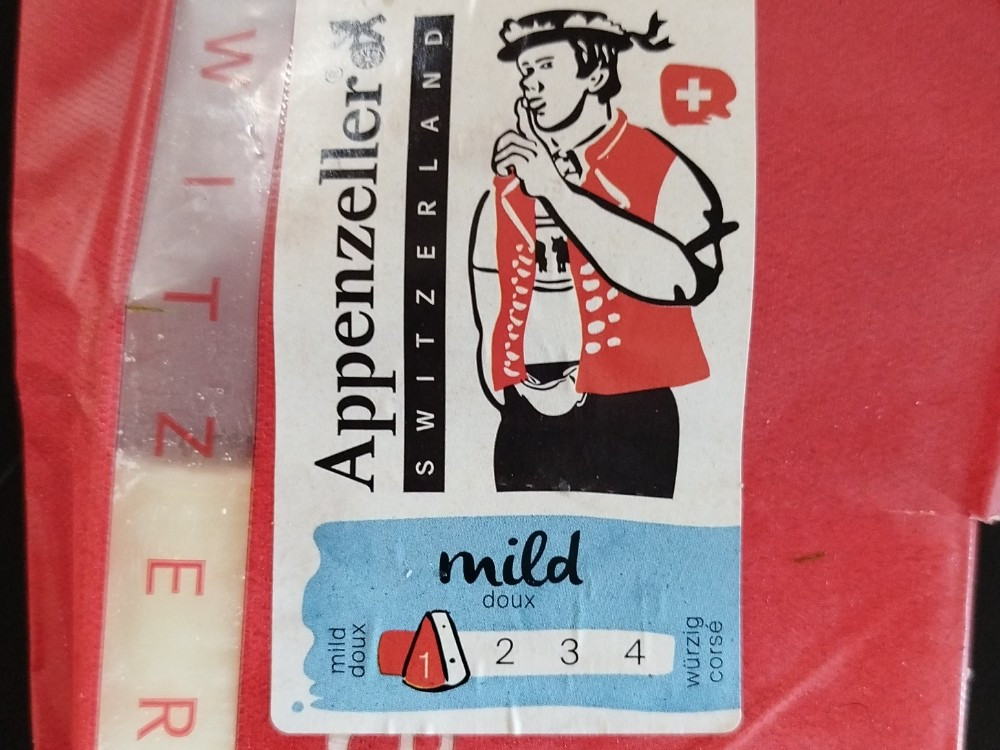 Appenzeller®
SWITZERLAND
mild
doux
mild
doux
1 2 3 4
würzig
corsé
WITZER